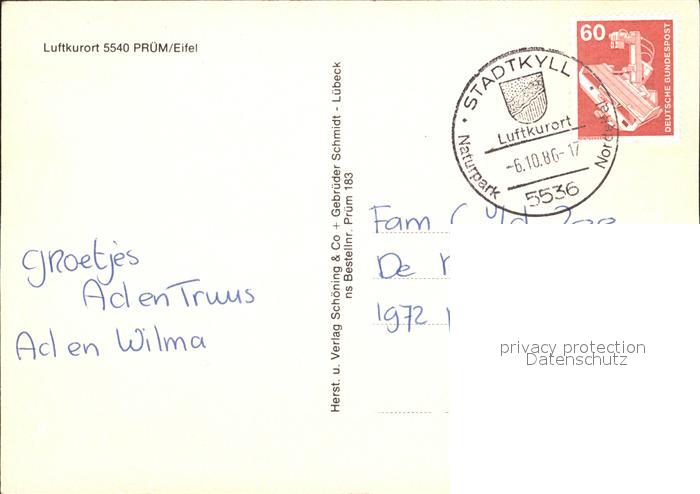 Luftkurort 5540 PRÜM/Eifel
60
DEUTSCHE BUNDESPOST
STADTKYLL
Luftkurort
-6.10.86-17
5536
Naturpark
Nordeifel
Herst. u. Verlag Schöning & Co + Gebrüder Schmidt - Lübeck
ns Bestellnr. Prüm 183
Groetjes
Ad en Truus
Ad en Wilma
Fam
De
1972
privacy protection
Datenschutz